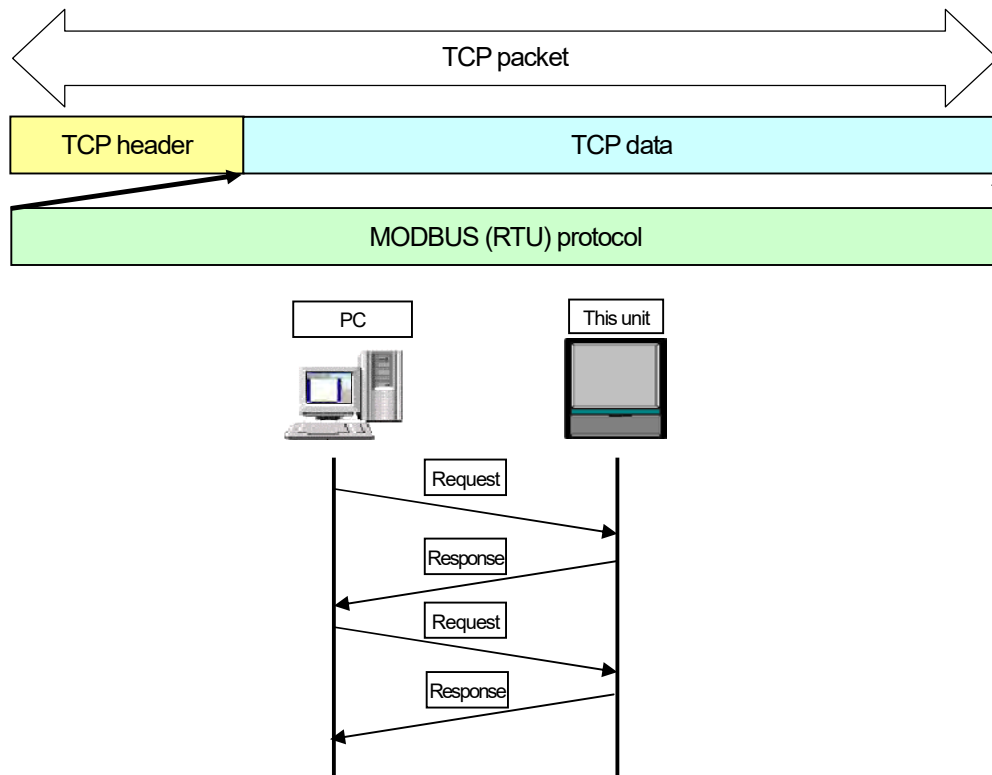 TCP packet
TCP header
TCP data
MODBUS (RTU) protocol
PC
This unit
Request
Response
Request
Response